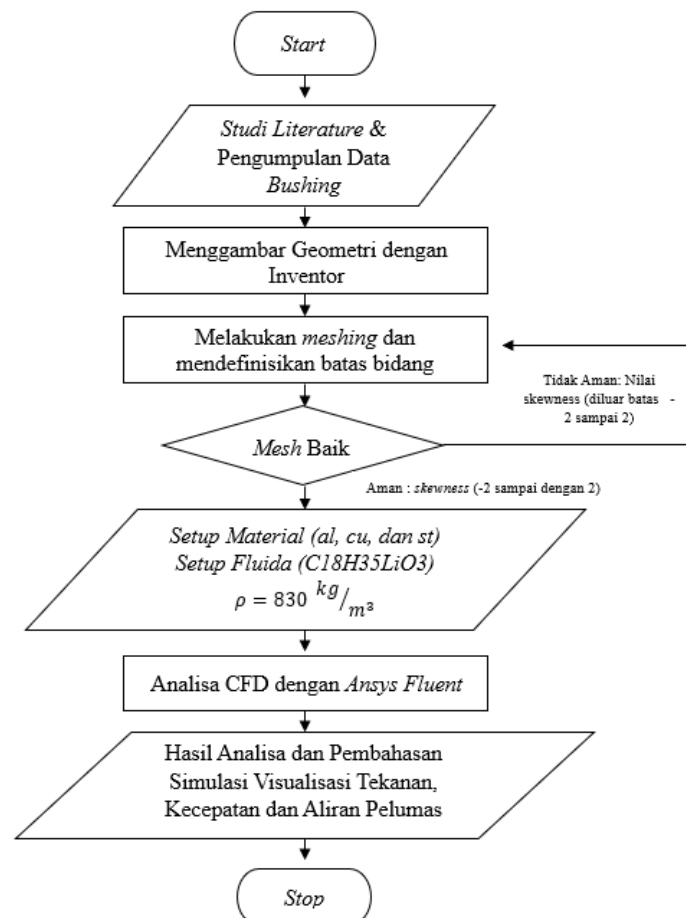 Start
Studi Literature &
Pengumpulan Data
Bushing
Menggambar Geometri dengan
Inventor
Melakukan meshing dan
mendefinisikan batas bidang
Tidak Aman: Nilai
skewness (diluar batas -
2 sampai 2)
Mesh Baik
Aman : skewness (-2 sampai dengan 2)
Setup Material (al, cu, dan st)
Setup Fluida (C18H35LiO3)
ρ = 830 kg/m³
Analisa CFD dengan Ansys Fluent
Hasil Analisa dan Pembahasan
Simulasi Visualisasi Tekanan,
Kecepatan dan Aliran Pelumas
Stop